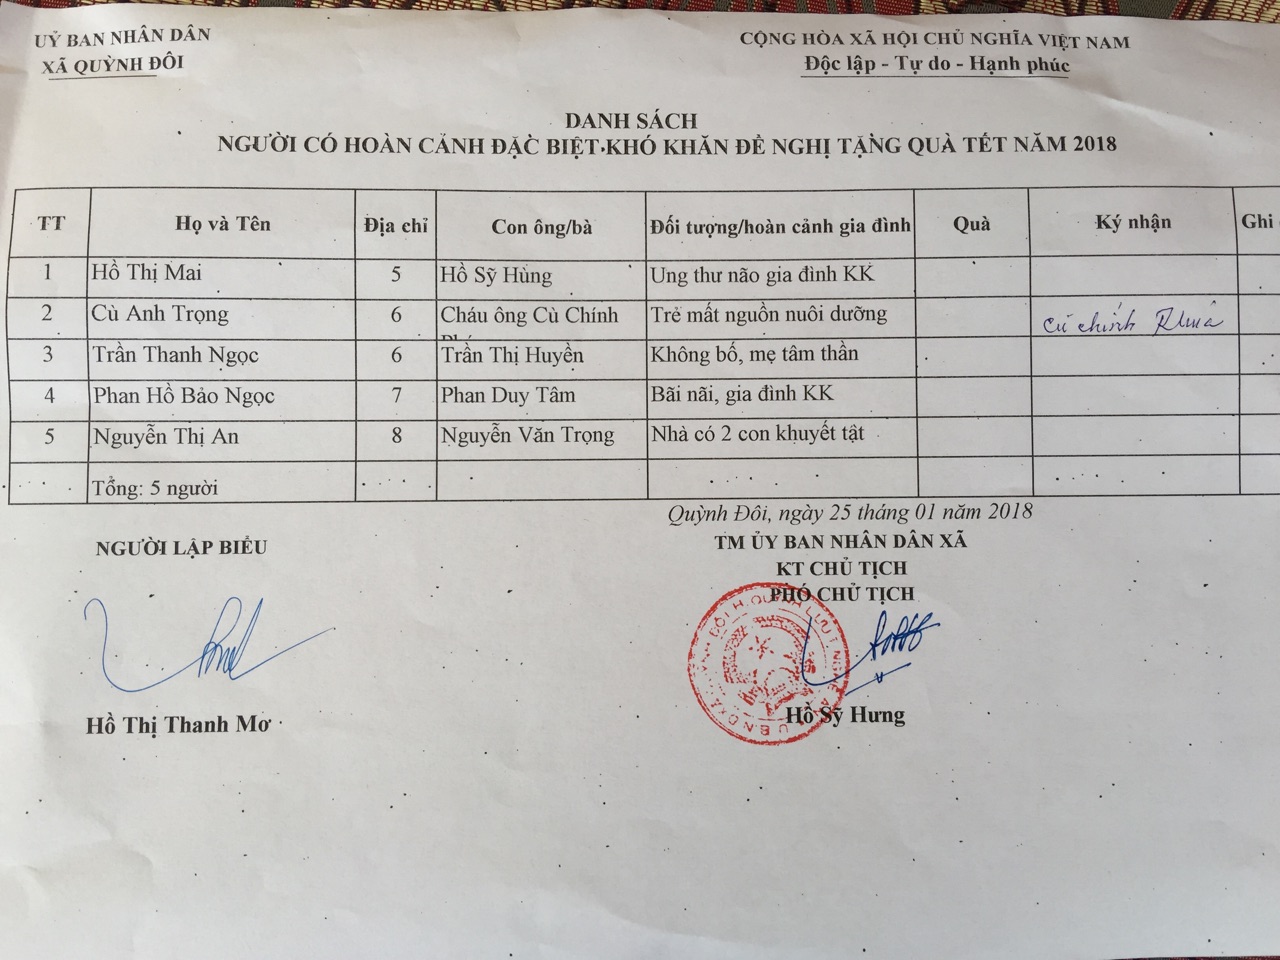 UỶ BAN NHÂN DÂN
XÃ QUỲNH ĐÔI
CỘNG HÒA XÃ HỘI CHỦ NGHĨA VIỆT NAM
Độc lập - Tự do - Hạnh phúc
DANH SÁCH
NGƯỜI CÓ HOÀN CẢNH ĐẶC BIỆT KHÓ KHĂN ĐỀ NGHỊ TẶNG QUÀ TẾT NĂM 2018
TT Họ và Tên Địa chỉ Con ông/bà Đối tượng/hoàn cảnh gia đình Quà Ký nhận Ghi
1 Hồ Thị Mai 5 Hồ Sỹ Hùng Ung thư não gia đình KK
2 Cù Anh Trọng 6 Cháu ông Cù Chính Trẻ mất nguồn nuôi dưỡng Cù chính
3 Trần Thanh Ngọc 6 Trần Thị Huyền Không bố, mẹ tâm thần
4 Phan Hồ Bảo Ngọc 7 Phan Duy Tâm Bãi nãi, gia đình KK
5 Nguyễn Thị An 8 Nguyễn Văn Trọng Nhà có 2 con khuyết tật
Tổng: 5 người
Quỳnh Đôi, ngày 25 tháng 01 năm 2018
NGƯỜI LẬP BIỂU
TM ỦY BAN NHÂN DÂN XÃ
KT CHỦ TỊCH
PHÓ CHỦ TỊCH
Hồ Thị Thanh Mơ
Hồ Sỹ Hưng